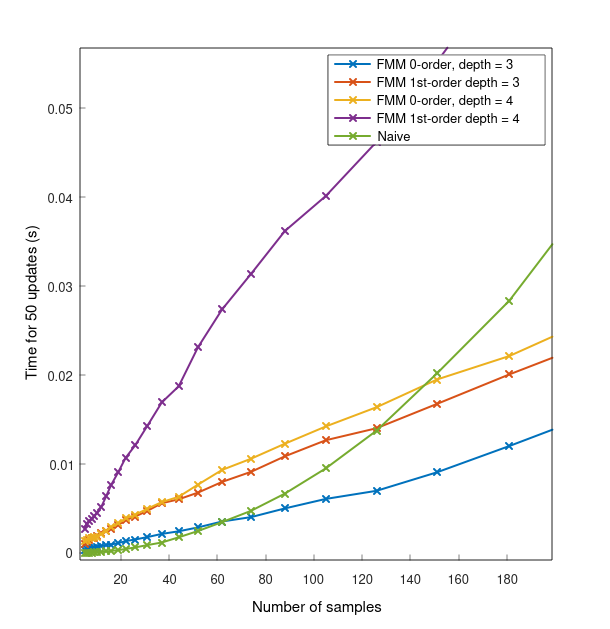 FMM 0-order, depth = 3
FMM 1st-order depth = 3
FMM 0-order, depth = 4
FMM 1st-order depth = 4
Naive
0.05
0.04
0.03
0.02
0.01
0
Time for 50 updates (s)
20 40 60 80 100 120 140 160 180
Number of samples